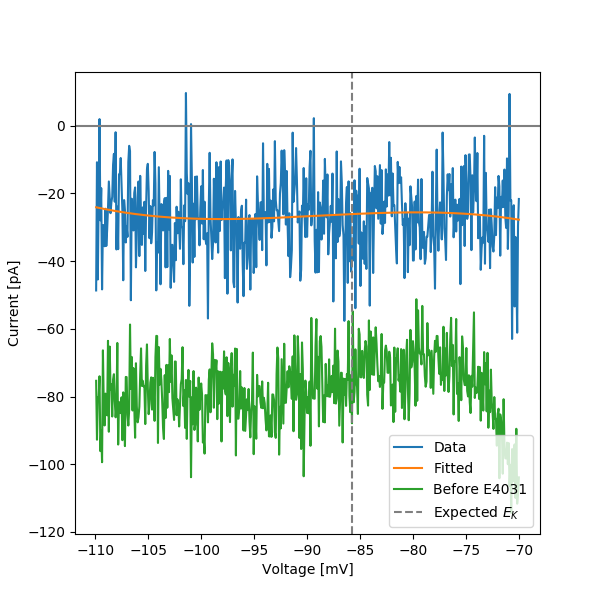 0
−20
−40
−60
−80
−100
−120
Current [pA]
Data
Fitted
Before E4031
Expected E_K
−110 −105 −100 −95 −90 −85 −80 −75 −70
Voltage [mV]